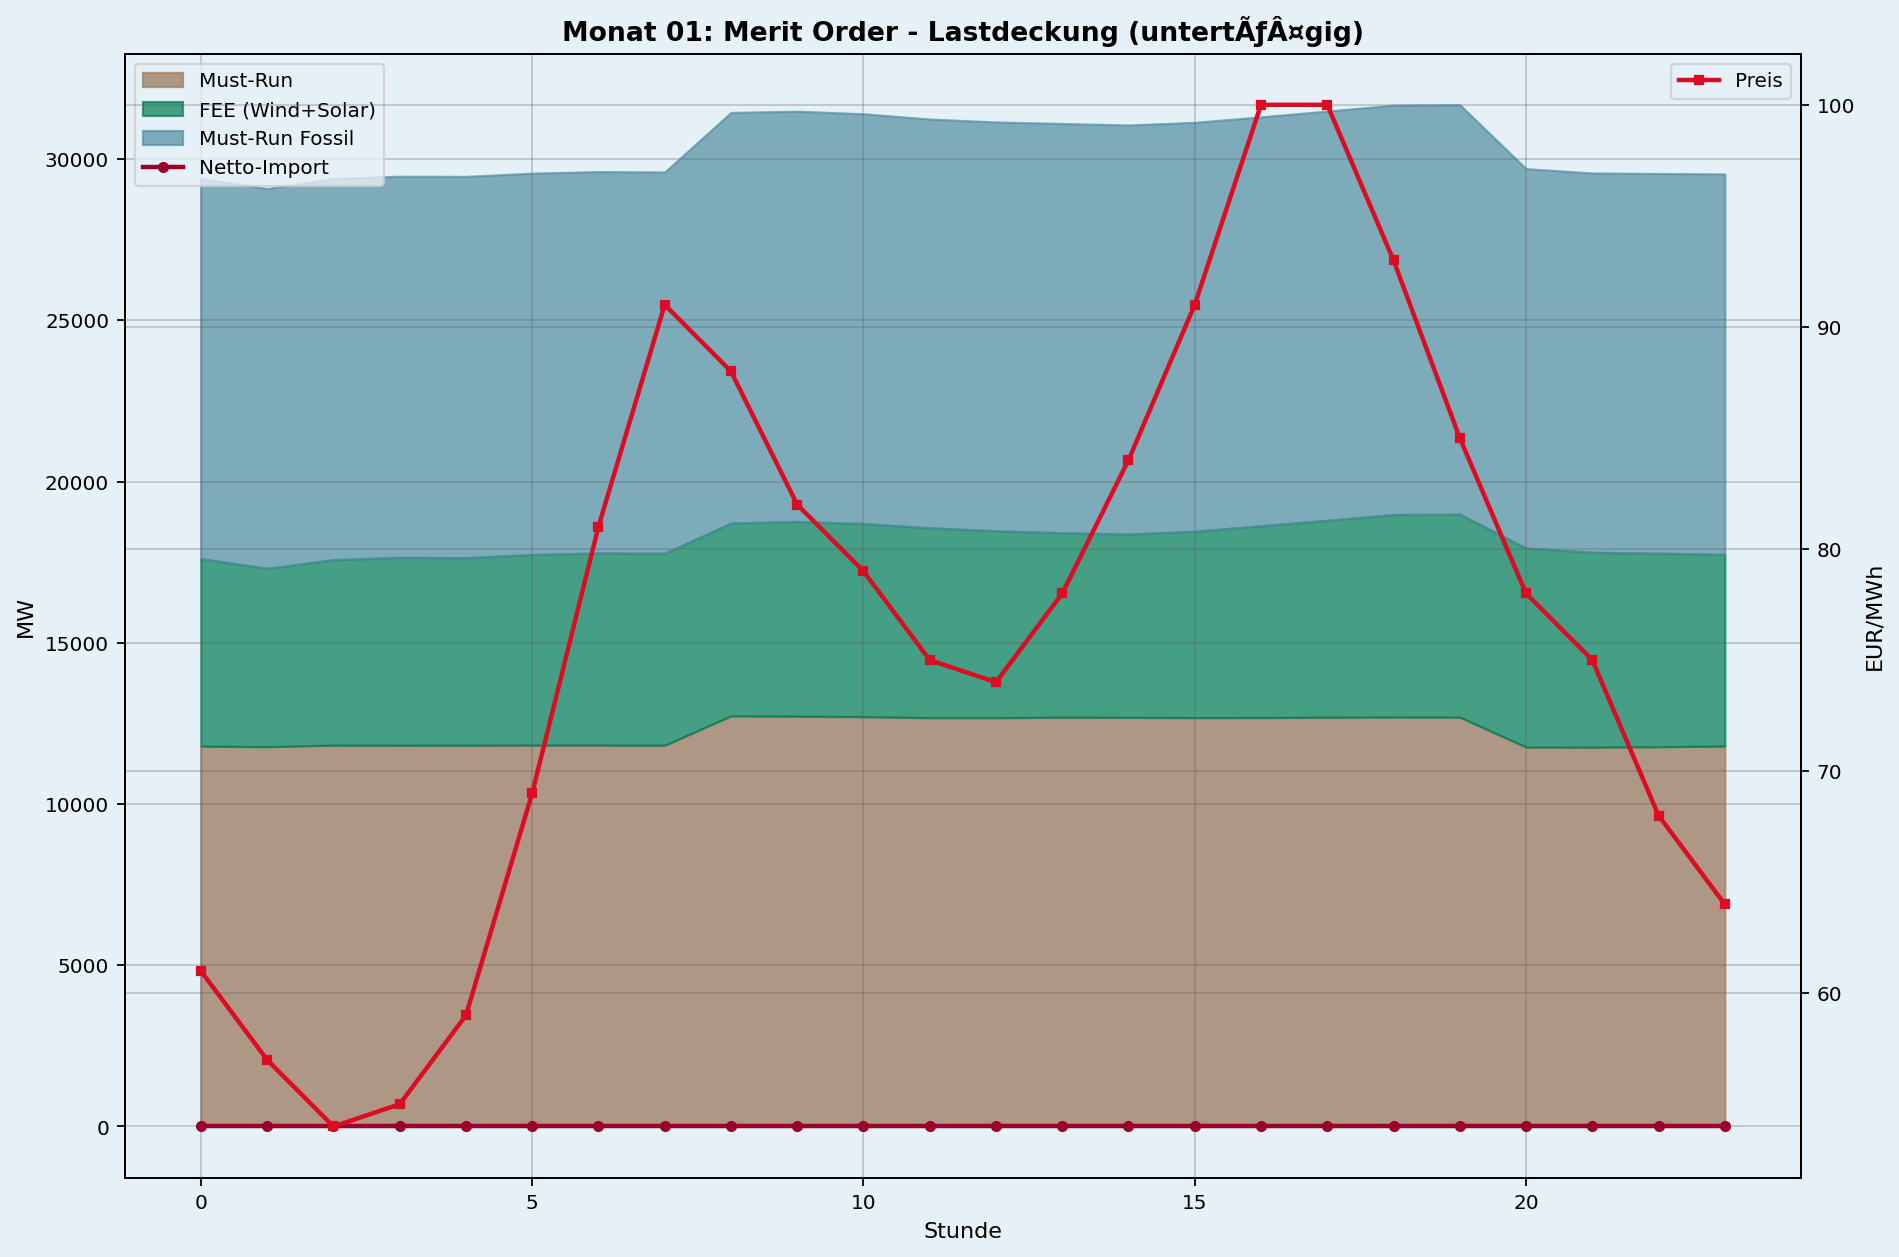 Monat 01: Merit Order - Lastdeckung (untertÃƒÂ¤gig)
Must-Run
FEE (Wind+Solar)
Must-Run Fossil
Netto-Import
Preis
MW
30000
25000
20000
15000
10000
5000
0
100
90
80
70
60
EUR/MWh
0 5 10 15 20
Stunde